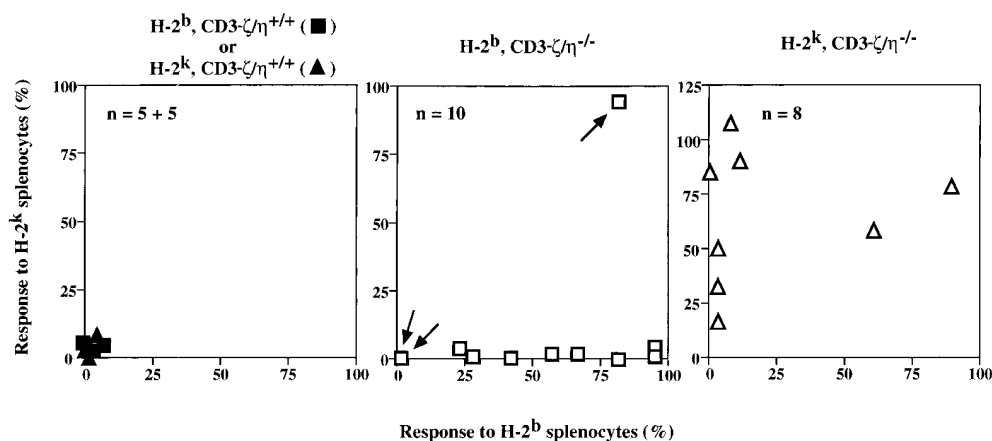 H-2b, CD3-ζ/η+/+ (■)
or
H-2k, CD3-ζ/η+/+ (▲)
H-2b, CD3-ζ/η-/-
H-2k, CD3-ζ/η-/-
Response to H-2k splenocytes (%)
100
75
50
25
0
n = 5 + 5
0 25 50 75 100
100
75
50
25
0
n = 10
0 25 50 75 100
125
100
75
50
25
0
n = 8
0 25 50 75 100
Response to H-2b splenocytes (%)